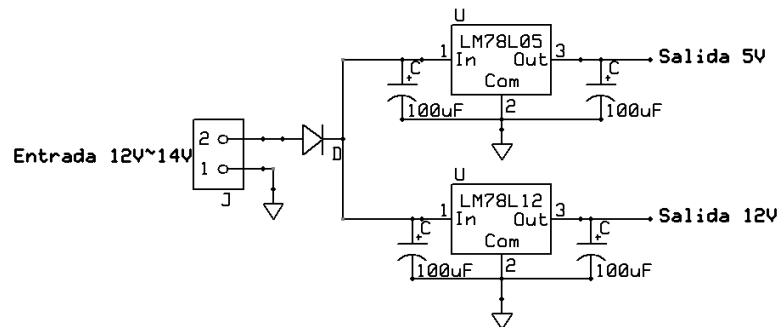 U
LM78L05
1
In
Out
3
Com
2
C
+
100uF
C
+
100uF
Salida 5V
Entrada 12V~14V
2
1
J
D
U
LM78L12
1
In
Out
3
Com
2
C
+
100uF
C
+
100uF
Salida 12V